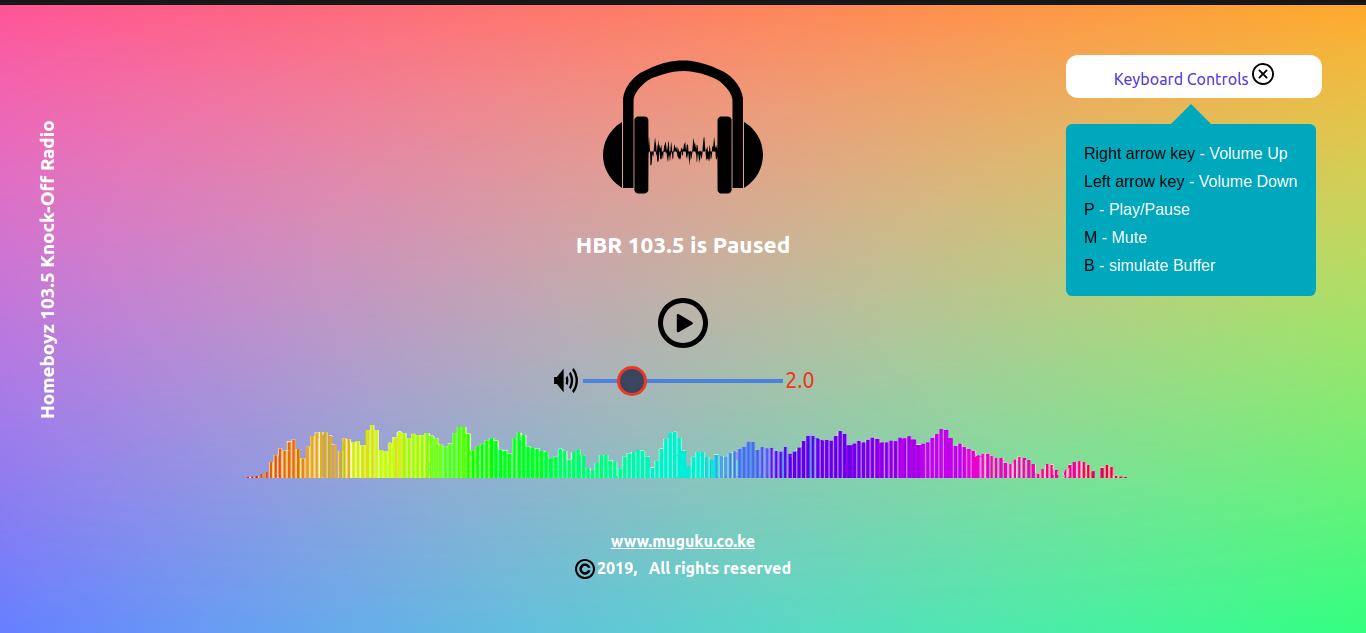 Homeboyz 103.5 Knock-Off Radio
HBR 103.5 is Paused
2.0
www.muguku.co.ke
© 2019, All rights reserved
Keyboard Controls
Right arrow key - Volume Up
Left arrow key - Volume Down
P - Play/Pause
M - Mute
B - simulate Buffer